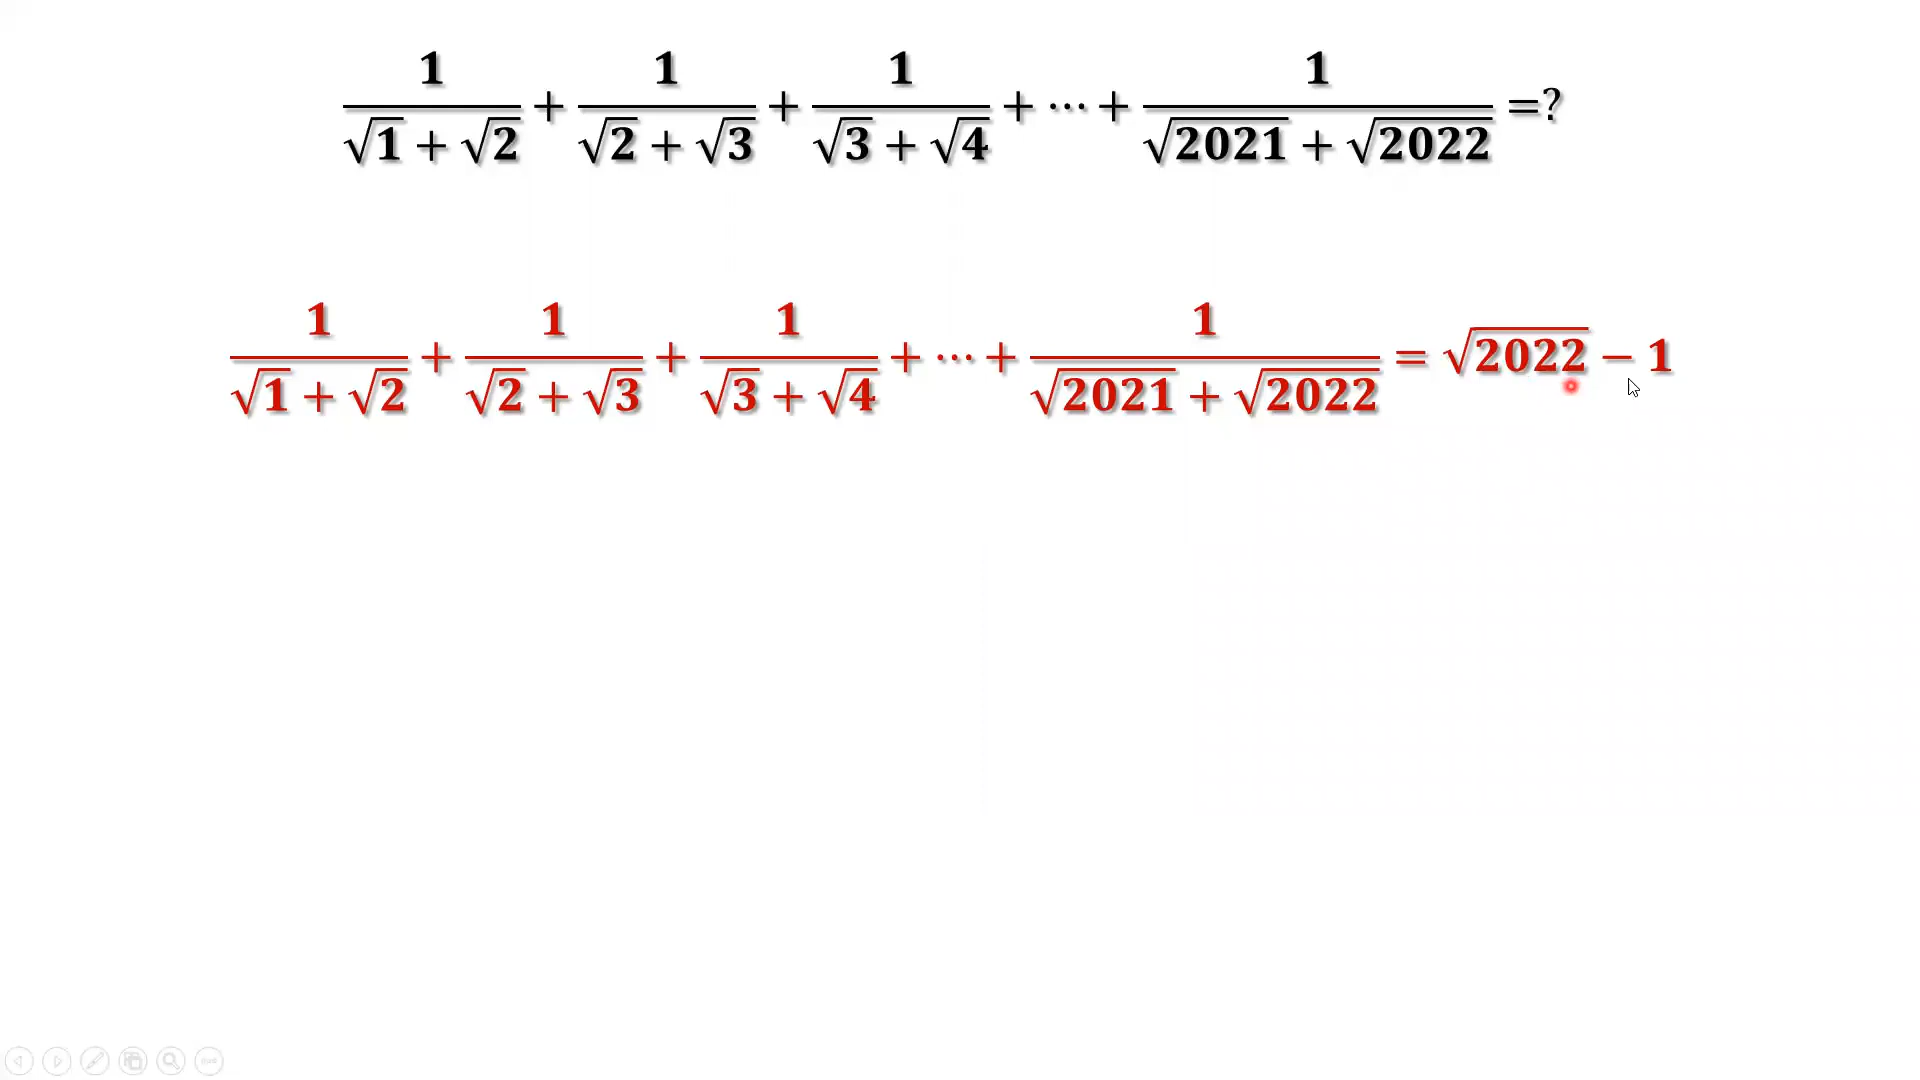 1/(√1 + √2) + 1/(√2 + √3) + 1/(√3 + √4) + ⋯ + 1/(√2021 + √2022) =?
1/(√1 + √2) + 1/(√2 + √3) + 1/(√3 + √4) + ⋯ + 1/(√2021 + √2022) = √2022 − 1